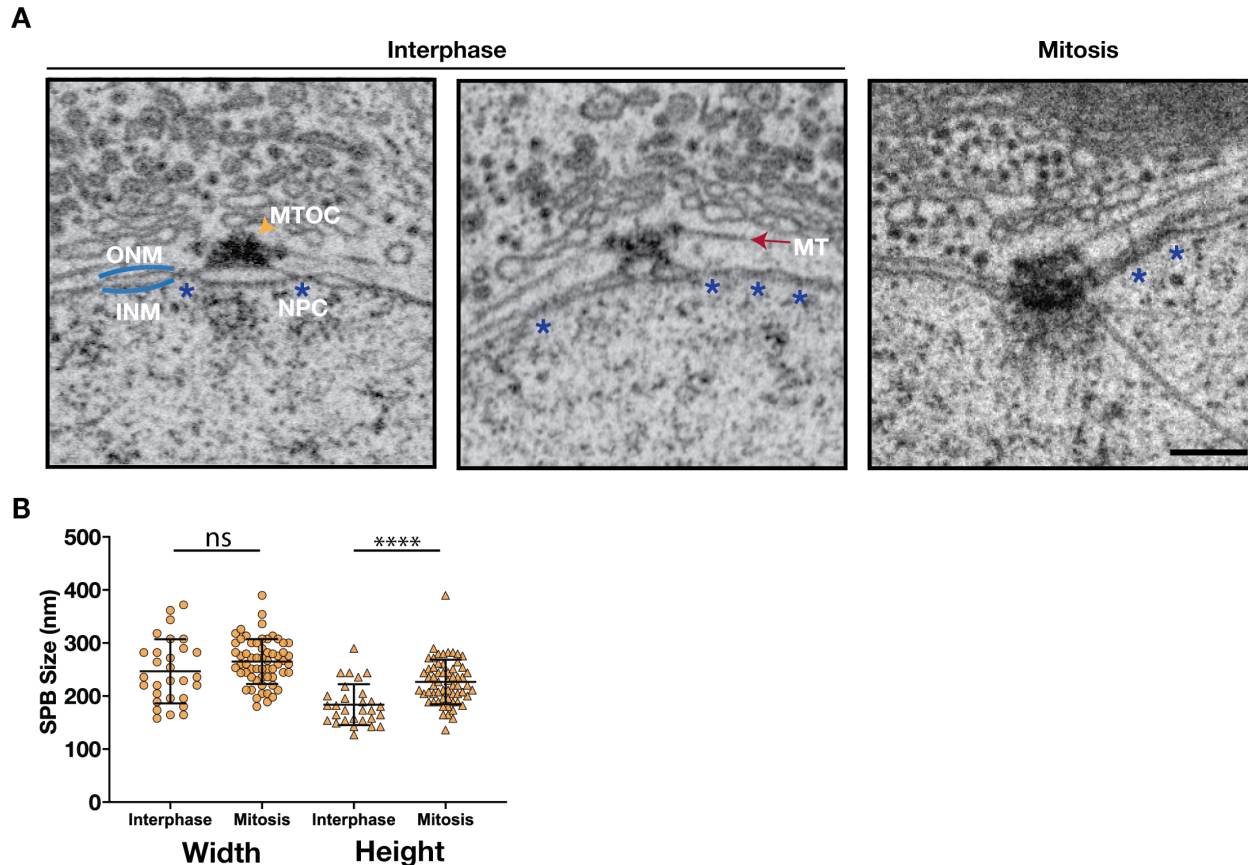 A
Interphase
Mitosis
MTOC
ONM
INM
*
*
NPC
MT
*
*
*
*
*
*
B
SPB Size (nm)
500
400
300
200
100
0
ns
****
Interphase Mitosis Interphase Mitosis
Width Height